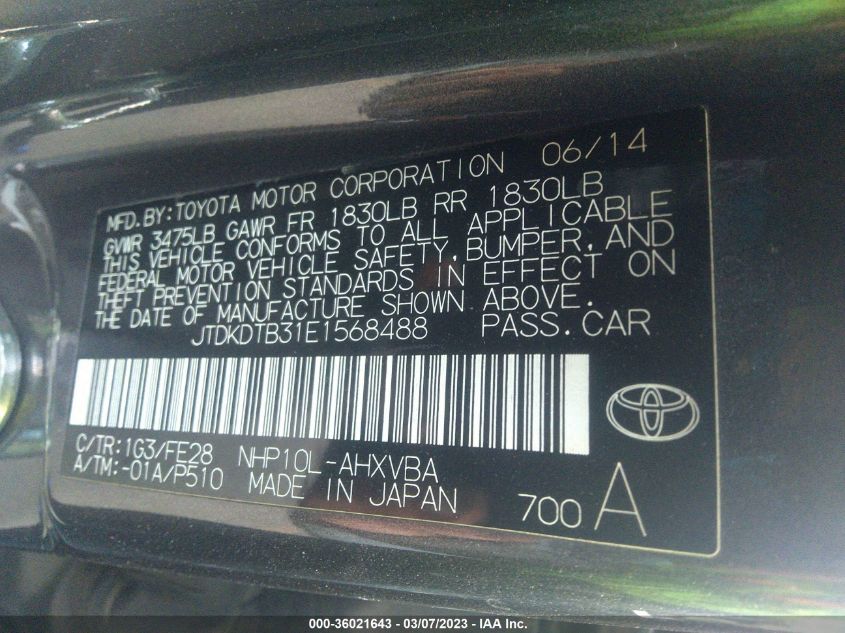 MFD.BY:TOYOTA MOTOR CORPORATION 06/14
GVWR 3475LB GAWR FR 1830LB RR 1830LB
THIS VEHICLE CONFORMS TO ALL APPLICABLE
FEDERAL MOTOR VEHICLE SAFETY, BUMPER, AND
THEFT PREVENTION STANDARDS IN EFFECT ON
THE DATE OF MANUFACTURE SHOWN ABOVE.
JTDKDTB31E1568488 PASS.CAR
C/TR:1G3/FE28 NHP10L-AHXVBA
A/TM:-01A/P510 MADE IN JAPAN 700 A
000-36021643 - 03/07/2023 - IAA Inc.